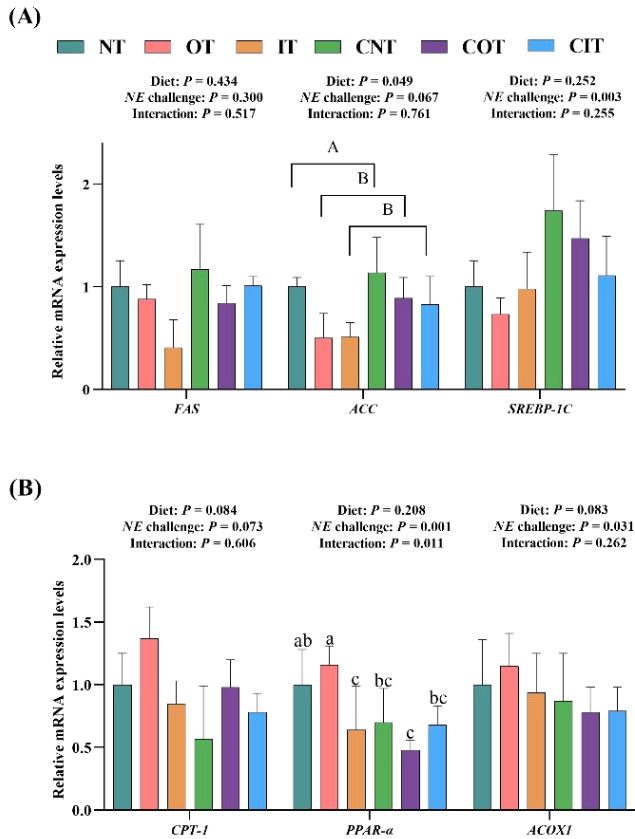 (A)
NT OT IT CNT COT CIT
Diet: P = 0.434
NE challenge: P = 0.300
Interaction: P = 0.517
Diet: P = 0.049
NE challenge: P = 0.067
Interaction: P = 0.761
Diet: P = 0.252
NE challenge: P = 0.003
Interaction: P = 0.255
Relative mRNA expression levels
2
1
0
A
B
B
FAS ACC SREBP-1C
(B)
Diet: P = 0.084
NE challenge: P = 0.073
Interaction: P = 0.606
Diet: P = 0.208
NE challenge: P = 0.001
Interaction: P = 0.011
Diet: P = 0.083
NE challenge: P = 0.031
Interaction: P = 0.262
Relative mRNA expression levels
2.0
1.5
1.0
0.5
0.0
ab a c bc c bc
CPT-1 PPAR-α ACOX1